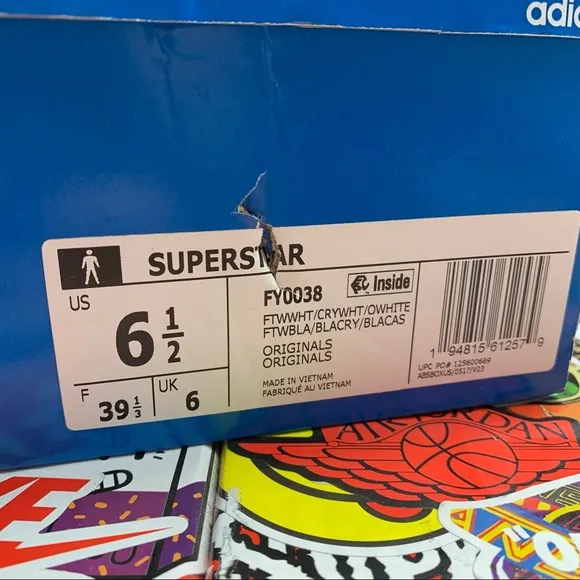 adid
SUPERSTAR
US
6 1/2
F
39 1/3
UK
6
FY0038
Inside
FTWWHT/CRYWHT/OWHITE
FTWBLA/BLACRY/BLACAS
ORIGINALS
ORIGINALS
MADE IN VIETNAM
FABRIQUÉ AU VIETNAM
1 94815 61257 9
UPC PO# 125600669
ABSBOXUS/0317/V03
AIR JORDAN
"O